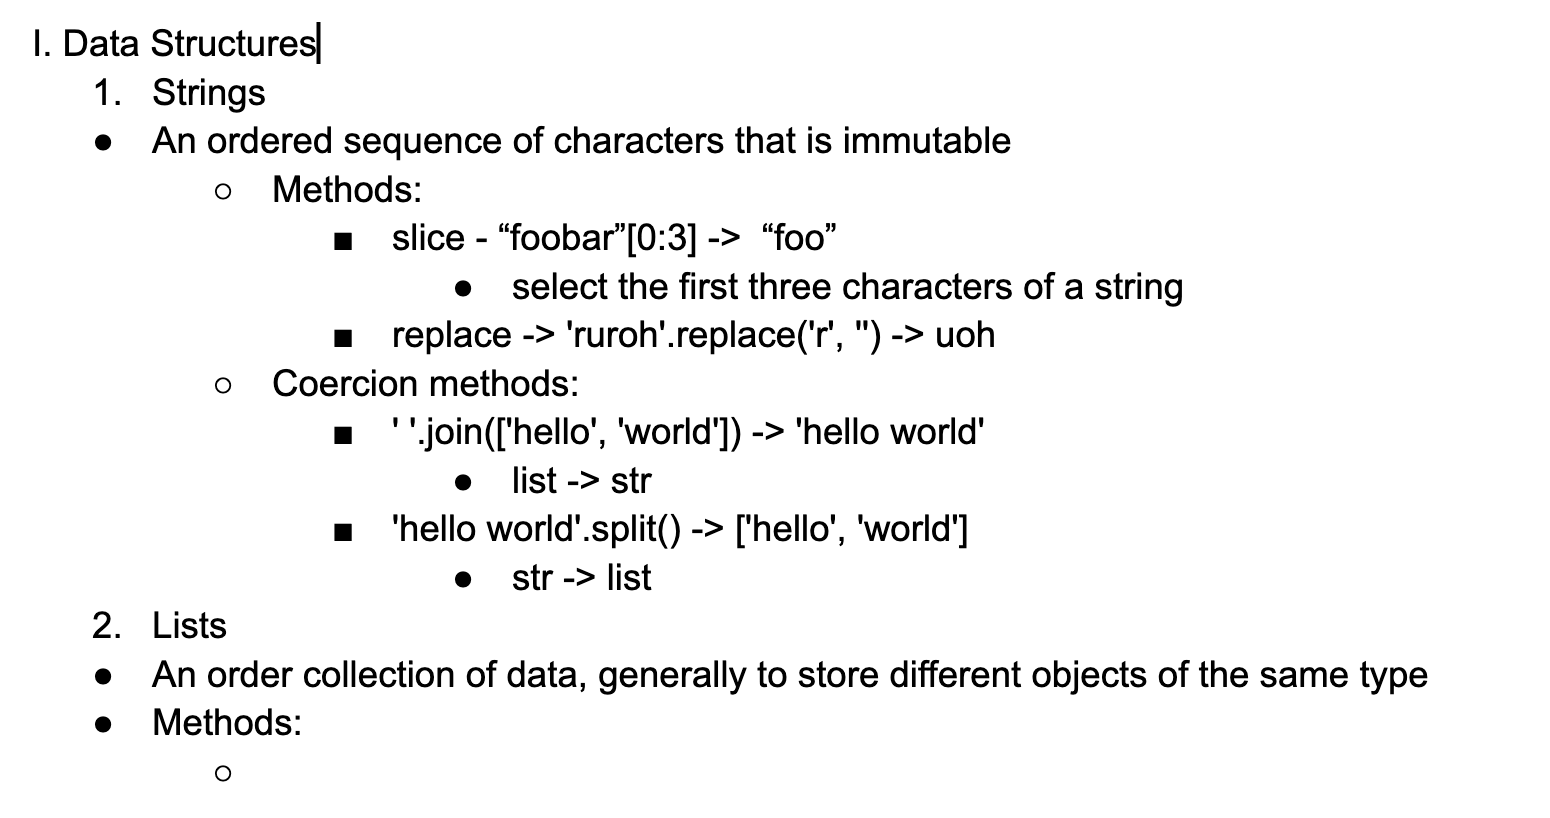 I. Data Structures
1. Strings
● An ordered sequence of characters that is immutable
○ Methods:
■ slice - “foobar”[0:3] -> “foo”
● select the first three characters of a string
■ replace -> 'ruroh'.replace('r', '') -> uoh
○ Coercion methods:
■ ' '.join(['hello', 'world']) -> 'hello world'
● list -> str
■ 'hello world'.split() -> ['hello', 'world']
● str -> list
2. Lists
● An order collection of data, generally to store different objects of the same type
● Methods:
○